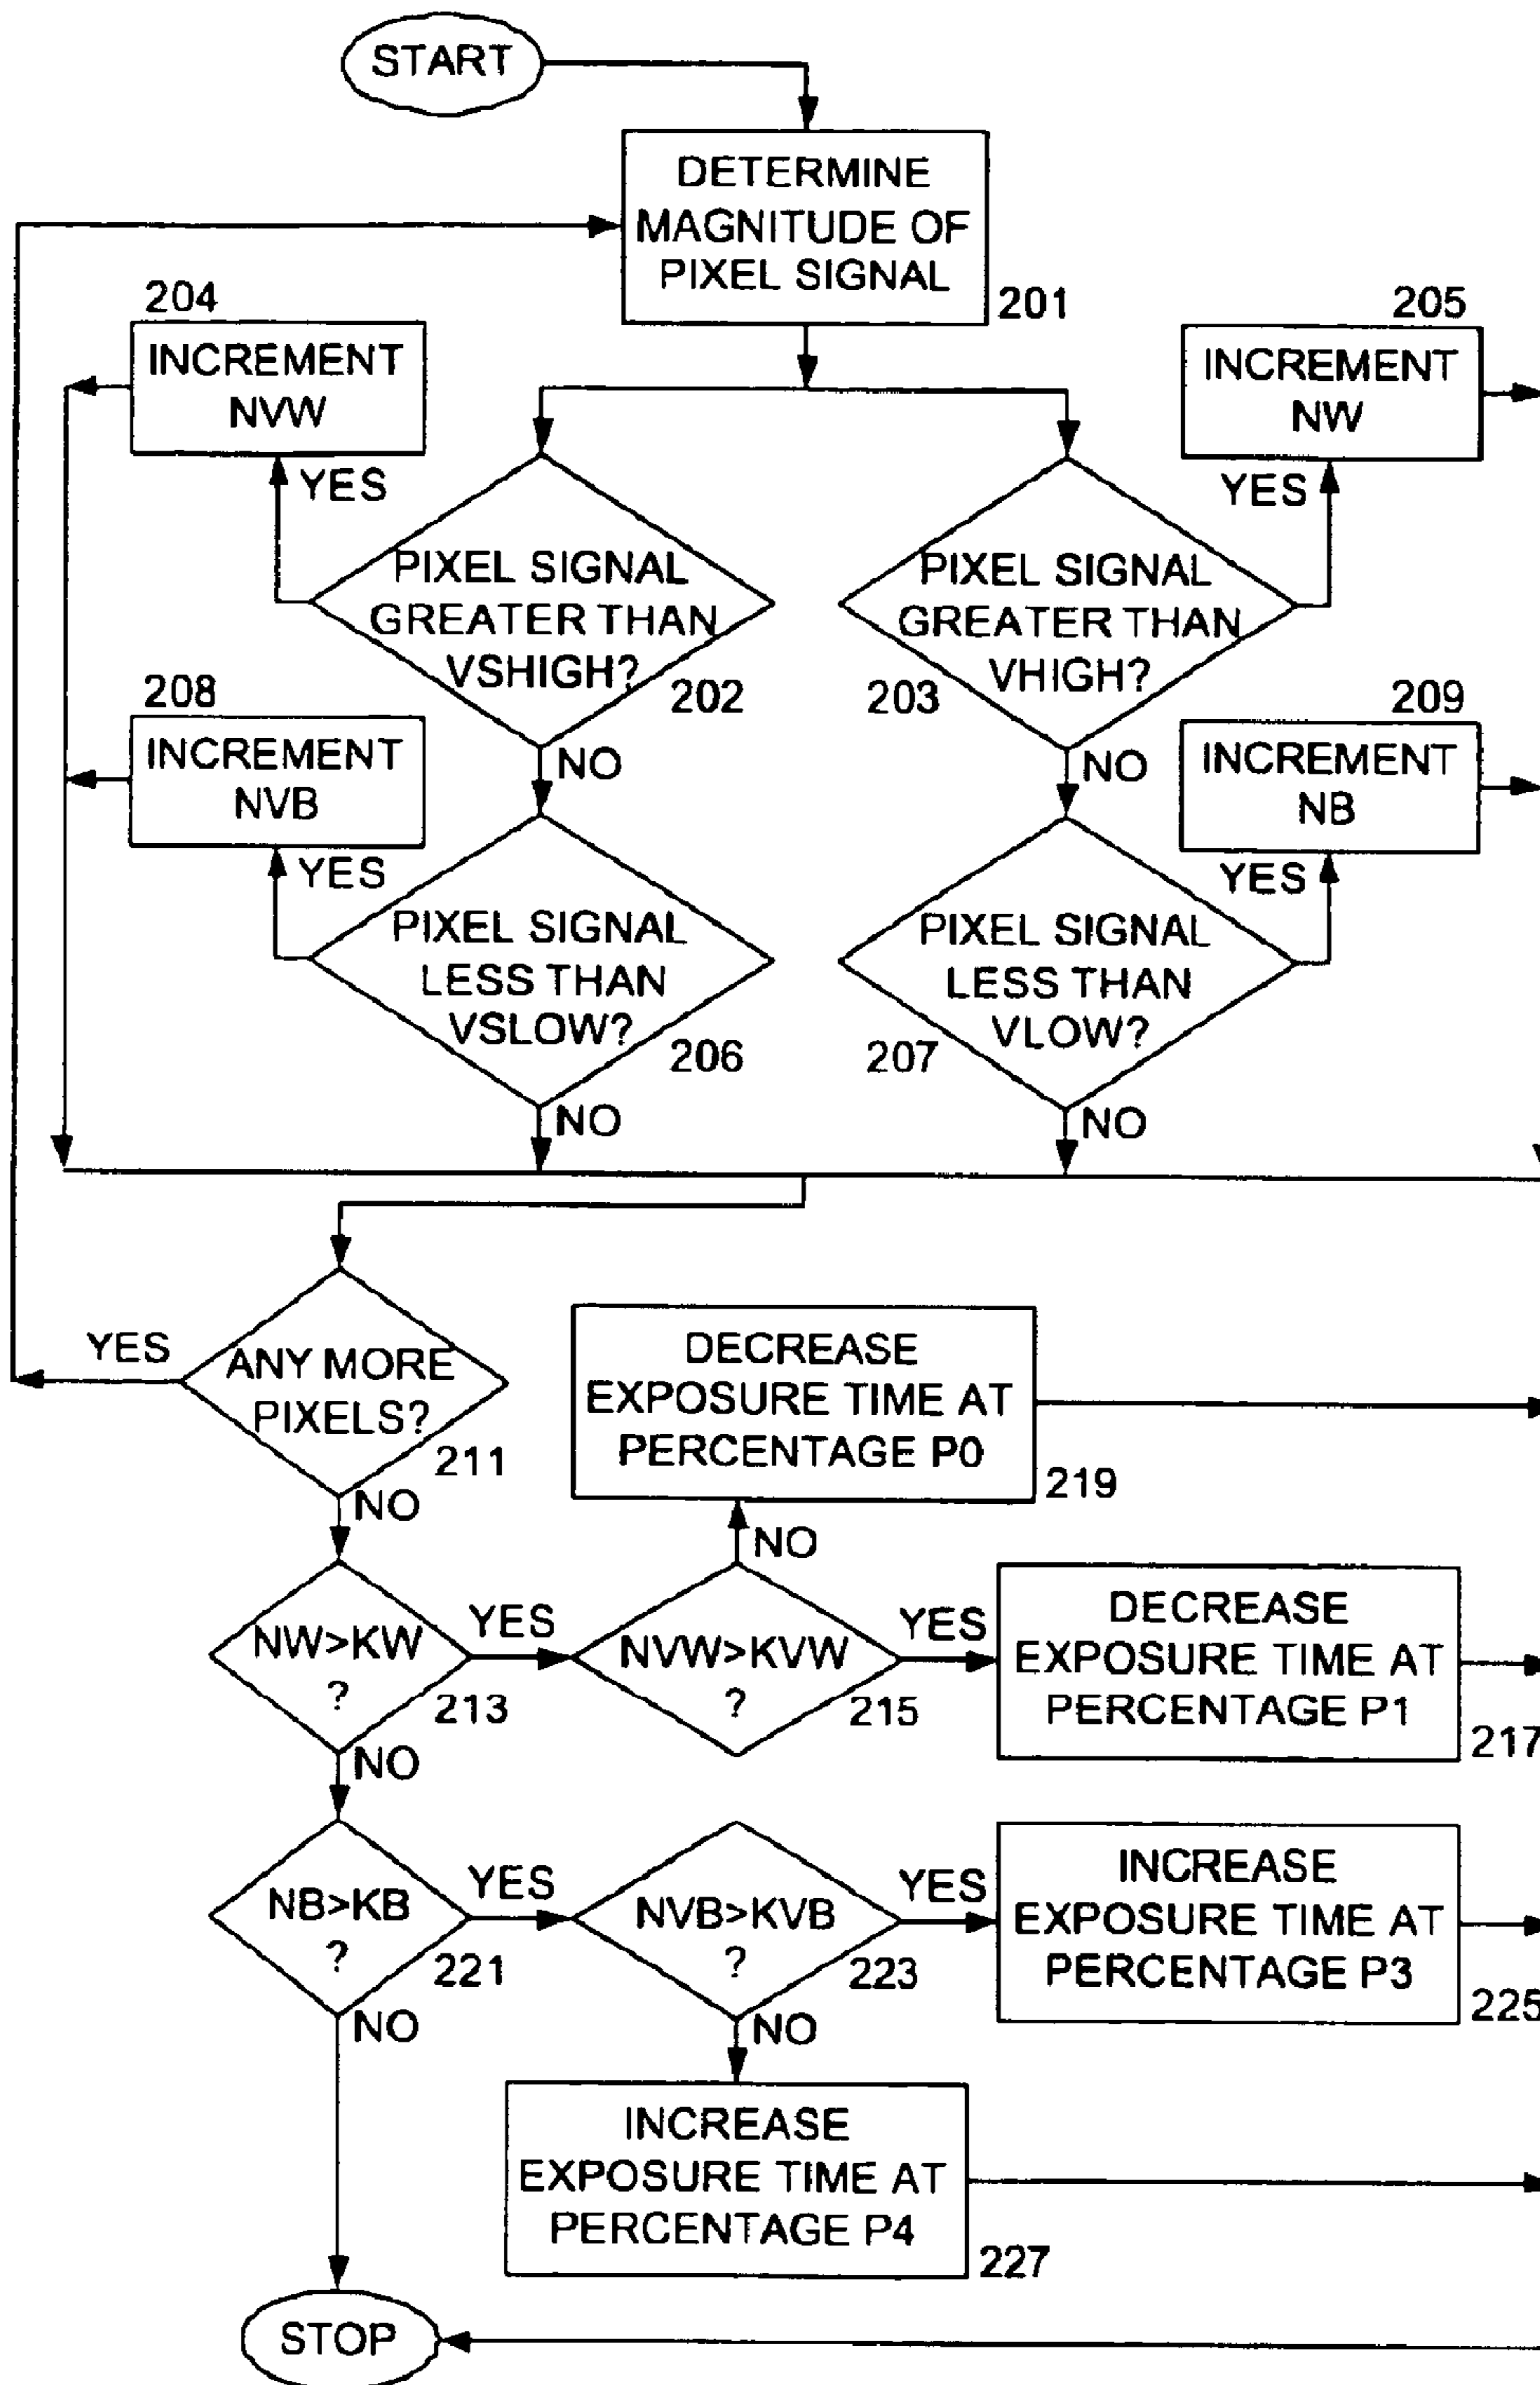 START
DETERMINE
MAGNITUDE OF
PIXEL SIGNAL
201
204
INCREMENT
NVW
205
INCREMENT
NW
YES
YES
PIXEL SIGNAL
GREATER THAN
VSHIGH?
202
PIXEL SIGNAL
GREATER THAN
VHIGH?
203
208
INCREMENT
NVB
209
INCREMENT
NB
NO
NO
YES
YES
PIXEL SIGNAL
LESS THAN
VSLOW?
206
PIXEL SIGNAL
LESS THAN
VLOW?
207
NO
NO
YES
ANY MORE
PIXELS?
211
DECREASE
EXPOSURE TIME AT
PERCENTAGE P0
219
NO
NO
NW>KW
?
213
YES
NVW>KVW
?
215
YES
DECREASE
EXPOSURE TIME AT
PERCENTAGE P1
217
NO
NB>KB
?
221
YES
NVB>KVB
?
223
YES
INCREASE
EXPOSURE TIME AT
PERCENTAGE P3
225
NO
NO
INCREASE
EXPOSURE TIME AT
PERCENTAGE P4
227
STOP